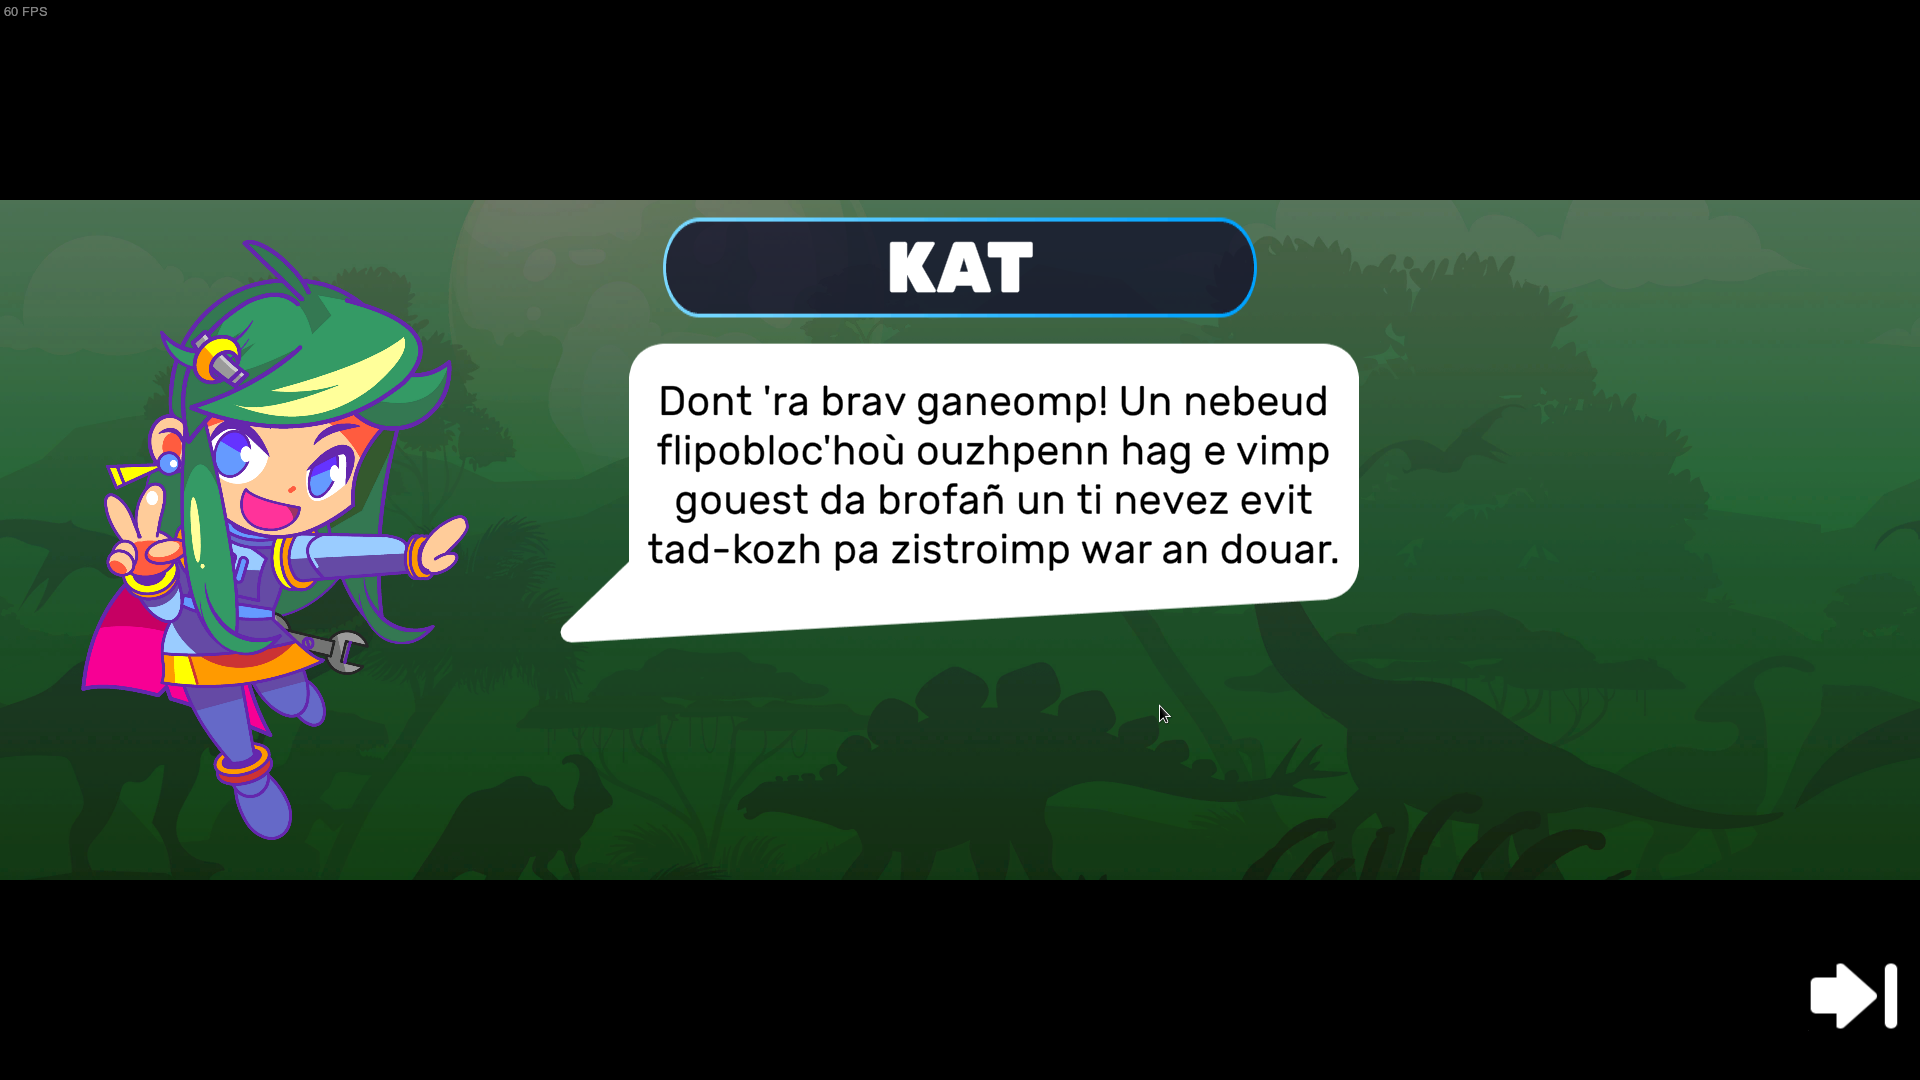 60 FPS
KAT
Dont 'ra brav ganeomp! Un nebeud
flipobloc'hoù ouzhpenn hag e vimp
gouest da brofañ un ti nevez evit
tad-kozh pa zistroimp war an douar.